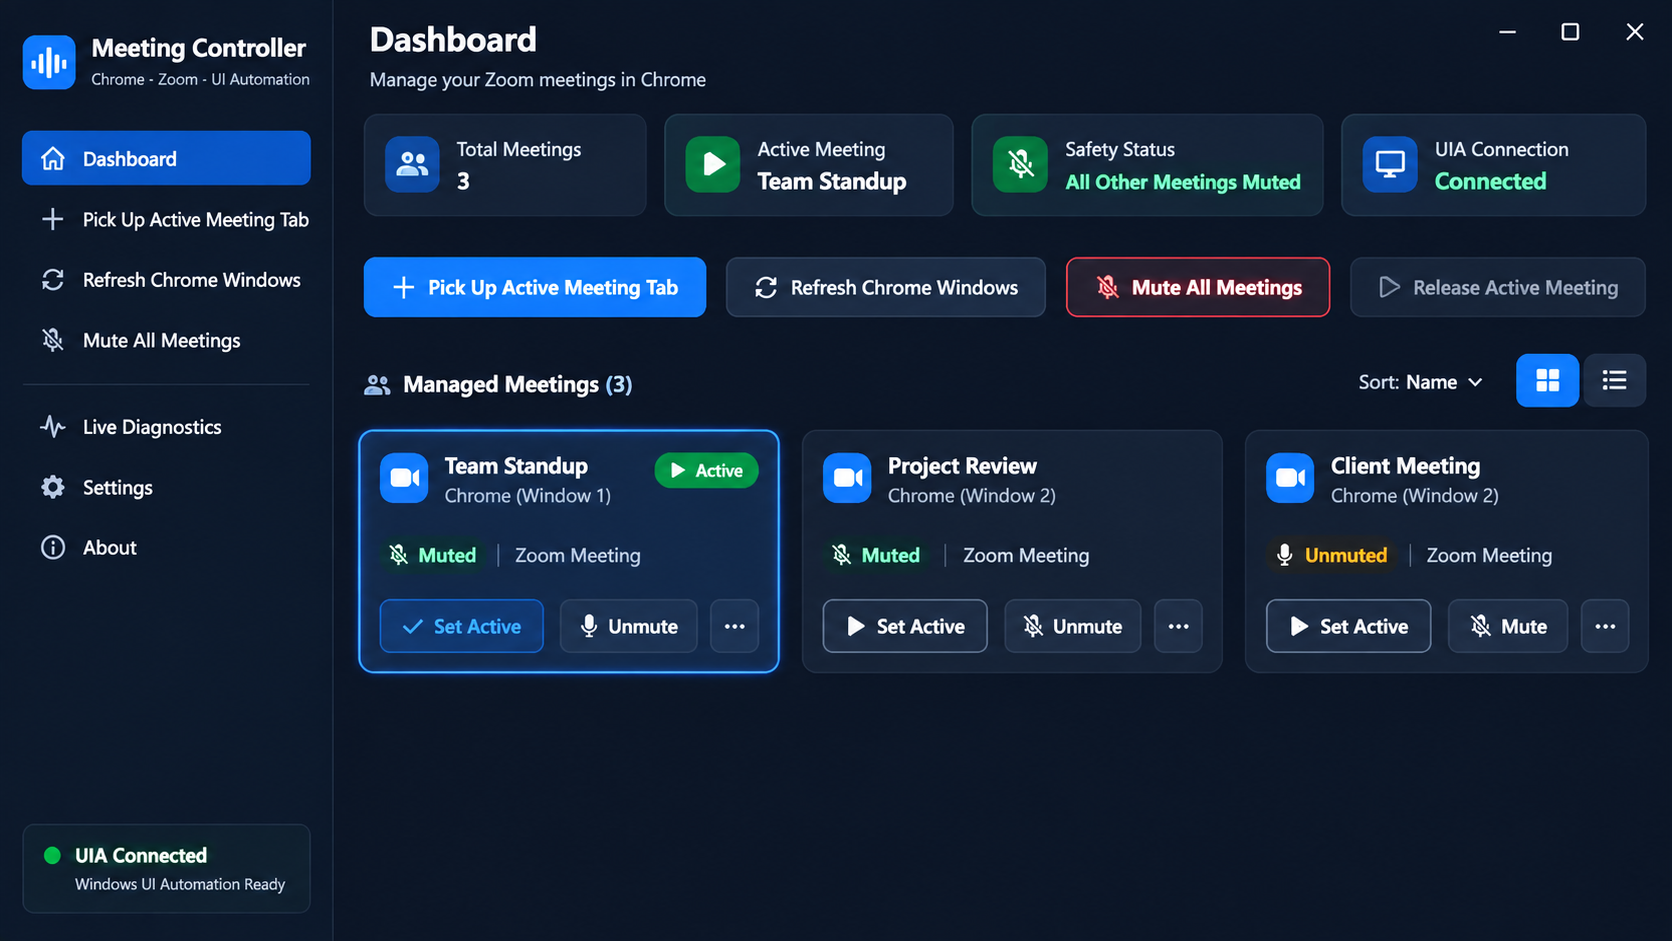 Meeting Controller
Chrome - Zoom - UI Automation
Dashboard
Pick Up Active Meeting Tab
Refresh Chrome Windows
Mute All Meetings
Live Diagnostics
Settings
About
UIA Connected
Windows UI Automation Ready
Dashboard
Manage your Zoom meetings in Chrome
Total Meetings
3
Active Meeting
Team Standup
Safety Status
All Other Meetings Muted
UIA Connection
Connected
Pick Up Active Meeting Tab
Refresh Chrome Windows
Mute All Meetings
Release Active Meeting
Managed Meetings (3)
Sort: Name
Team Standup
Chrome (Window 1)
Active
Muted
Zoom Meeting
Set Active
Unmute
Project Review
Chrome (Window 2)
Muted
Zoom Meeting
Set Active
Unmute
Client Meeting
Chrome (Window 2)
Unmuted
Zoom Meeting
Set Active
Mute